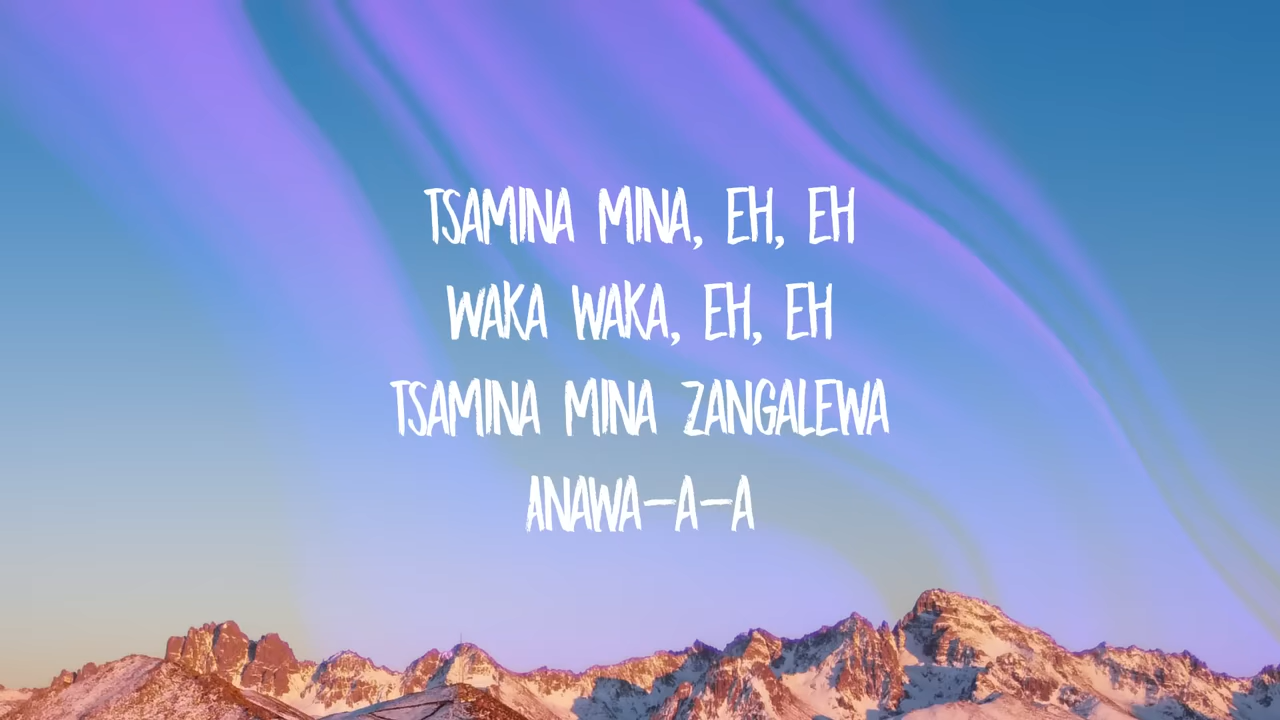 TSAMINA MINA, EH, EH
WAKA WAKA, EH, EH
TSAMINA MINA ZANGALEWA
ANAWA-A-A